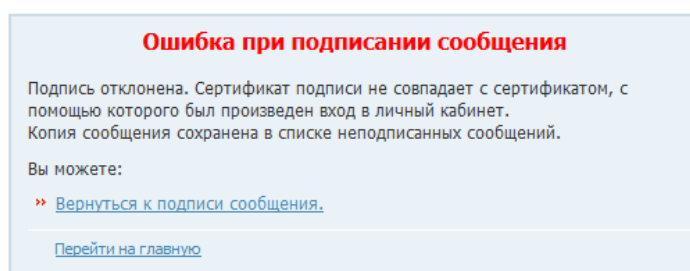 Ошибка при подписании сообщения
Подпись отклонена. Сертификат подписи не совпадает с сертификатом, с
помощью которого был произведен вход в личный кабинет.
Копия сообщения сохранена в списке неподписанных сообщений.
Вы можете:
» Вернуться к подписи сообщения.
Перейти на главную